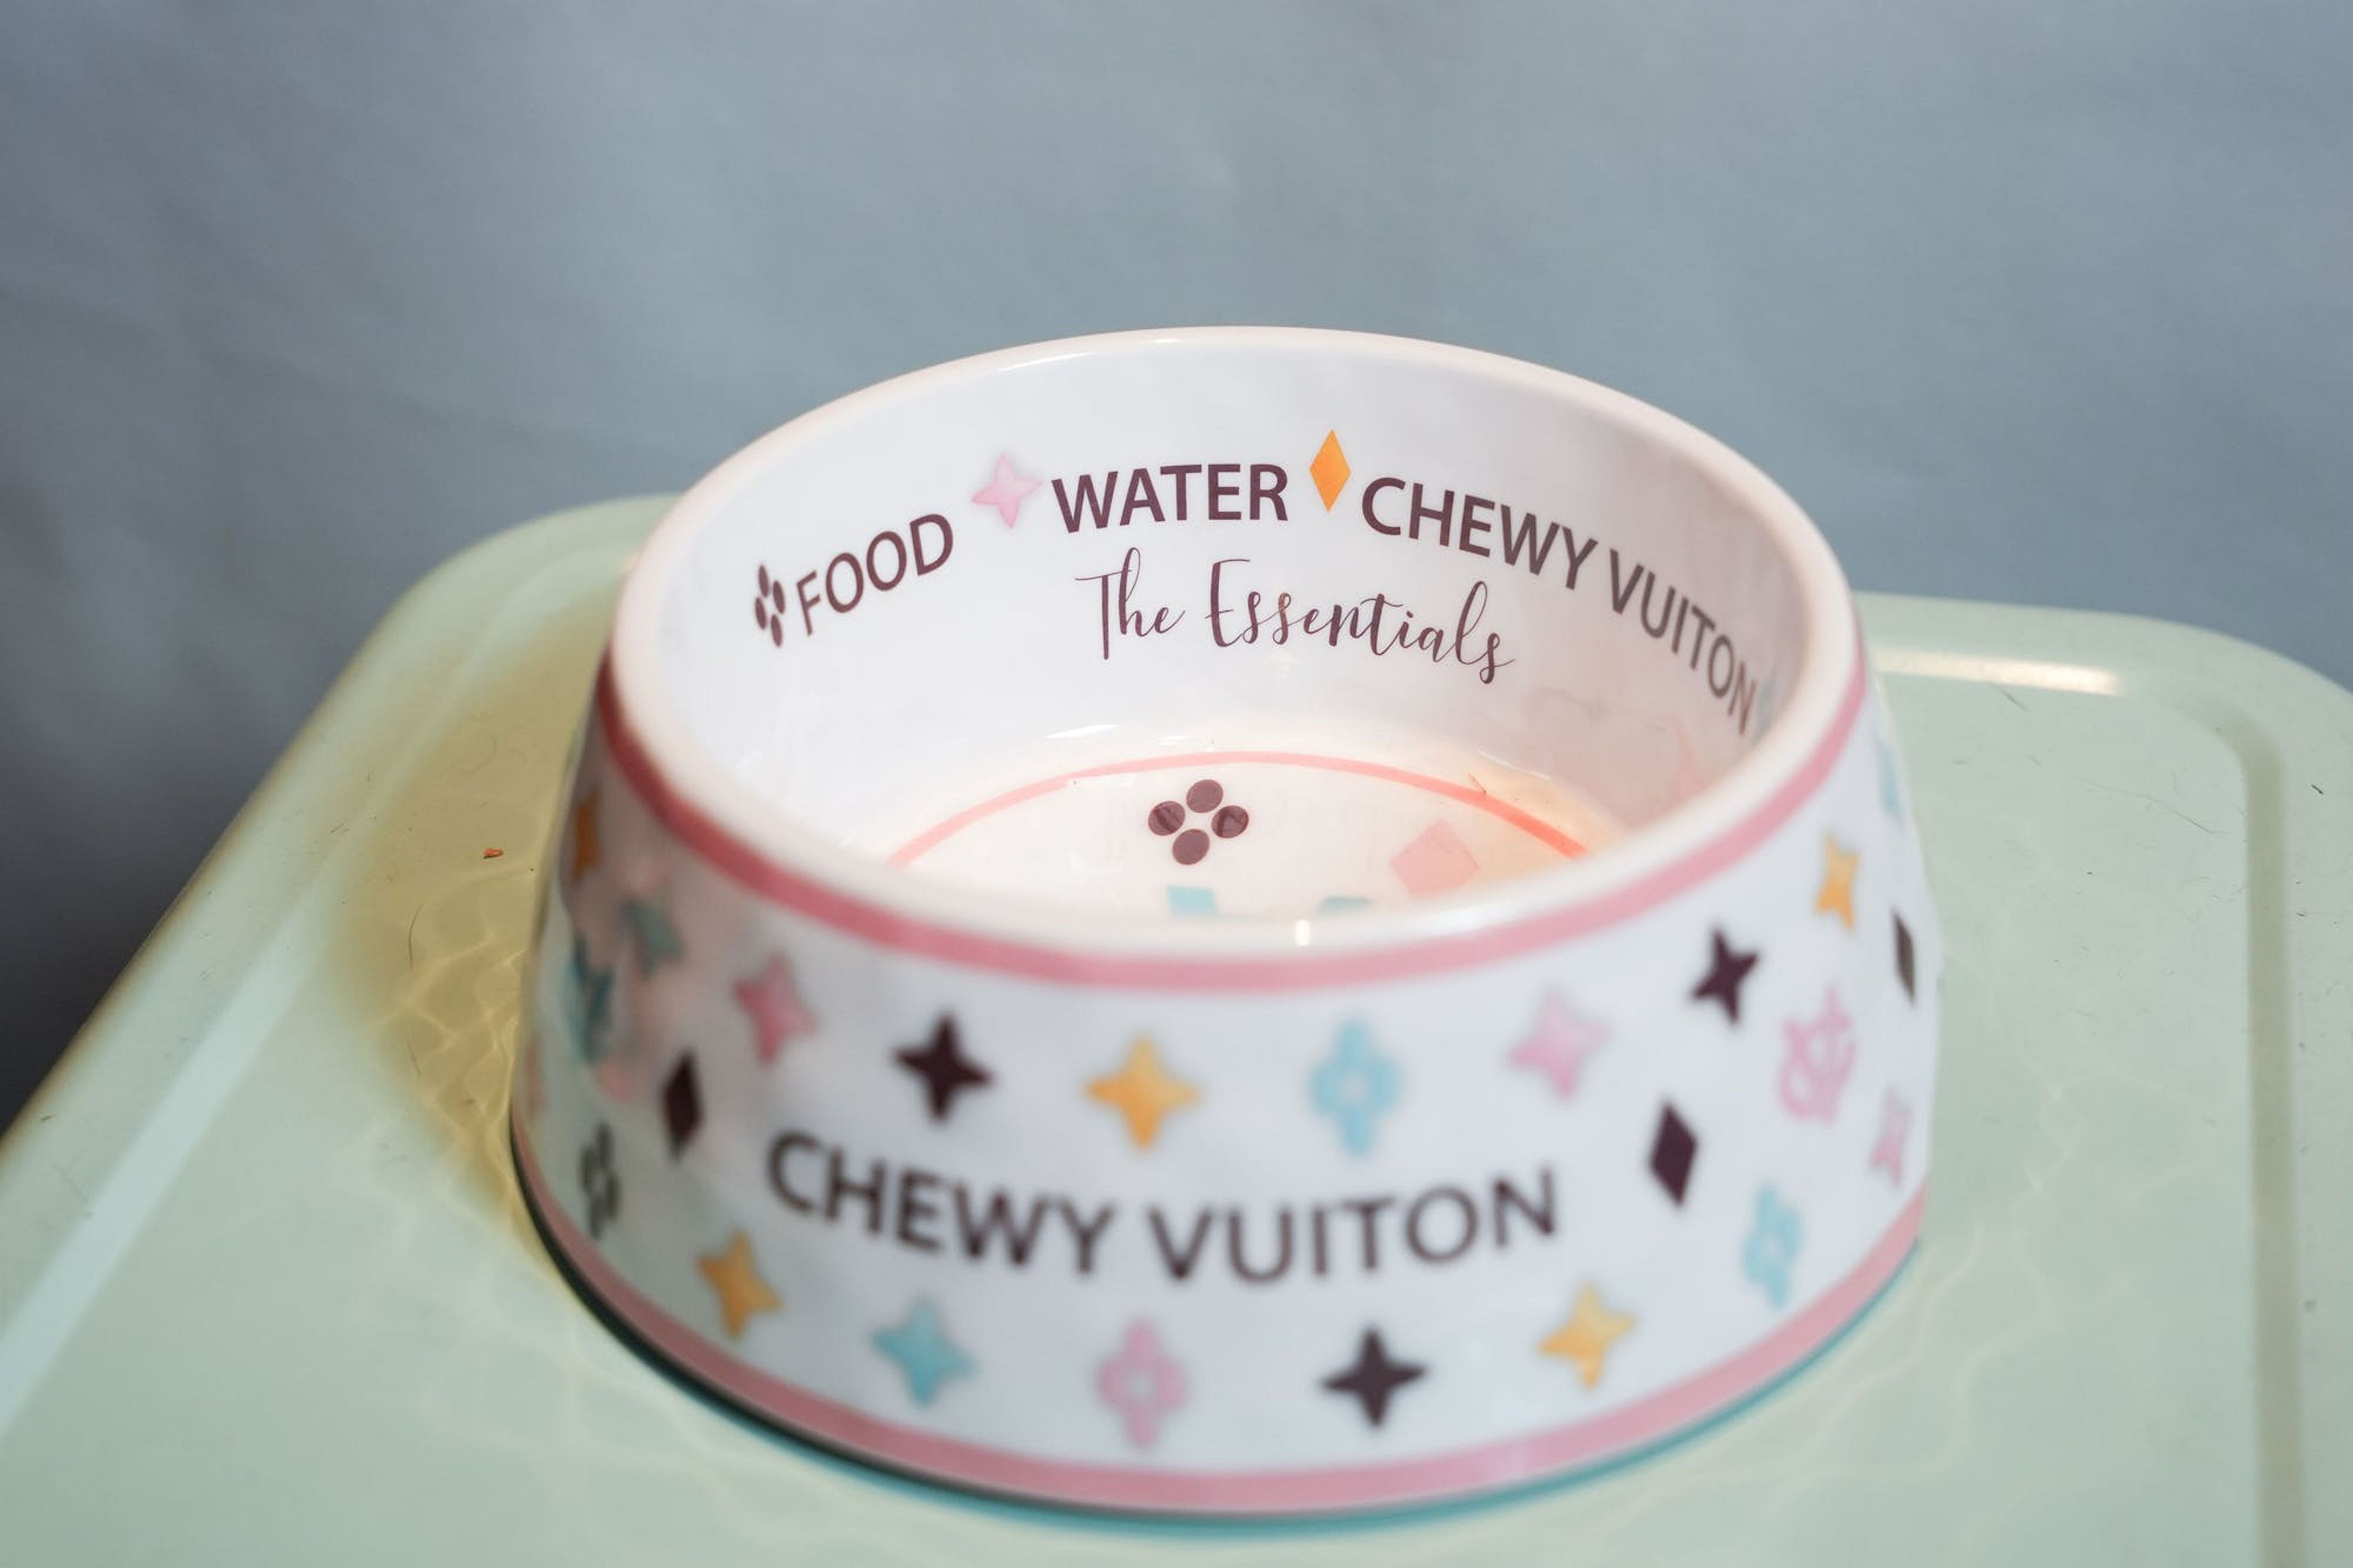 FOOD WATER CHEWY VUITON
The Essentials
CHEWY VUITON